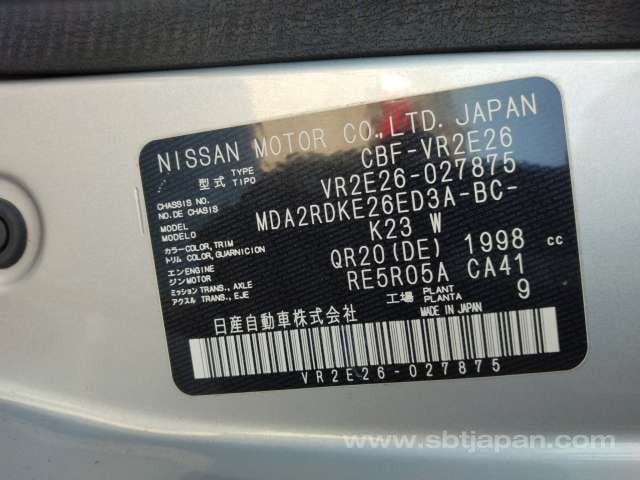 NISSAN MOTOR CO.,LTD. JAPAN
型式 TYPE TIPO CBF-VR2E26
CHASSIS NO. NO.DE CHASIS VR2E26-027875
MODEL MODELO MDA2RDKE26ED3A-BC-
カラー COLOR, TRIM トリム COLOR, GUARNICION K23 W
エンジン ENGINE MOTOR QR20(DE) 1998 cc
ミッション TRANS., AXLE アクスル TRANS., EJE RE5R05A CA41
工場 PLANT PLANTA 9
日産自動車株式会社 MADE IN JAPAN
VR2E26-027875
www.sbtjapan.com